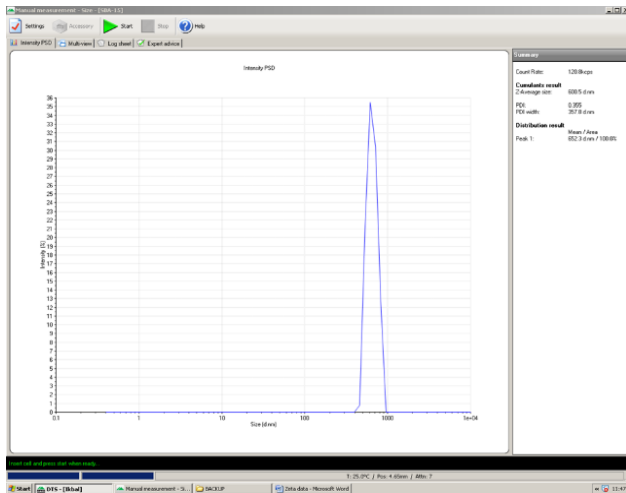 Manual measurement - Size - [SBA-15]
Settings Accessory Start Stop Help
Intensity PSD Multi-view Log sheet Expert advice
Intensity PSD
36
35
34
33
32
31
30
29
28
27
26
25
24
23
22
21
20
19
18
17
16
15
14
13
12
11
10
9
8
7
6
5
4
3
2
1
0
Intensity (%)
0.1 1 10 100 1000 1e+04
Size (d.nm)
Summary
Count Rate: 120.8kcps
Cumulants result
Z-Average size: 600.5 d.nm
PDI: 0.355
PDI width: 357.8 d.nm
Distribution result
Mean / Area
Peak 1: 652.3 d.nm / 100.0%
Insert cell and press start when ready...
T: 25.0°C / Pos: 4.65mm / Attn: 7
Start DTS - [Ikbal] Manual measurement - Si... BACKUP Zeta data - Microsoft Word 11:47